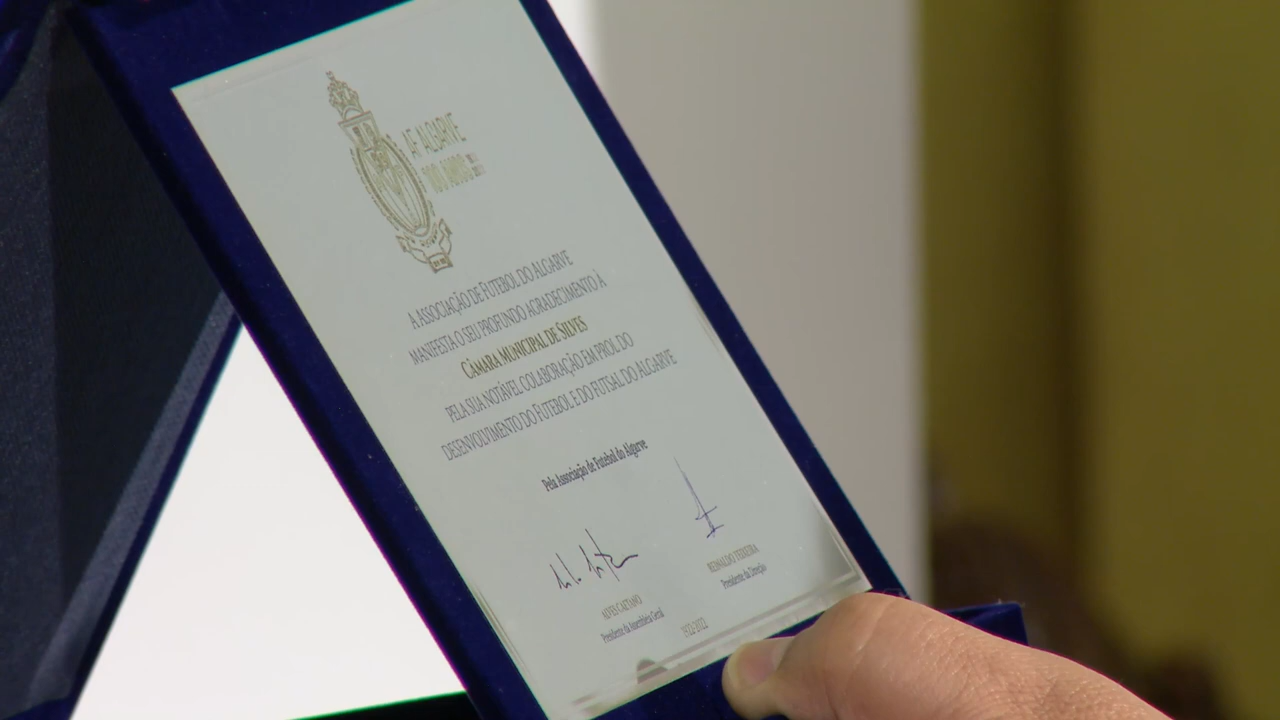 AF ALGARVE
100 ANOS
A ASSOCIAÇÃO DE FUTEBOL DO ALGARVE
MANIFESTA O SEU PROFUNDO AGRADECIMENTO À
CÂMARA MUNICIPAL DE SILVES
PELA SUA NOTÁVEL COLABORAÇÃO EM PROL DO
DESENVOLVIMENTO DO FUTEBOL E DO FUTSAL DO ALGARVE
Pela Associação de Futebol do Algarve
ALVES CAETANO
Presidente da Assembleia Geral
REINALDO TEIXEIRA
Presidente da Direção
1922-2022